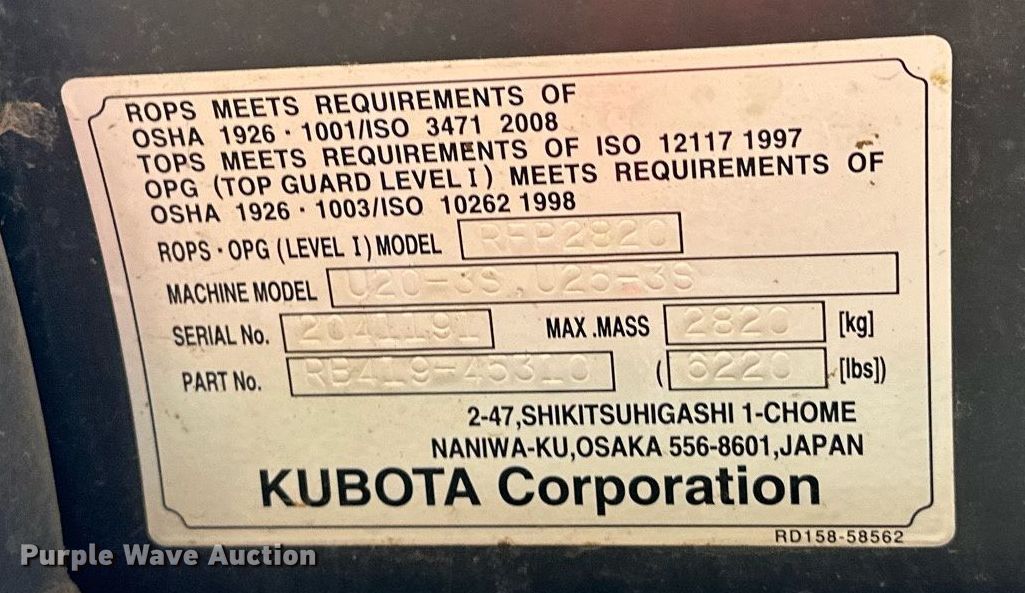 ROPS MEETS REQUIREMENTS OF
OSHA 1926・1001/ISO 3471 2008
TOPS MEETS REQUIREMENTS OF ISO 12117 1997
OPG (TOP GUARD LEVEL I) MEETS REQUIREMENTS OF
OSHA 1926・1003/ISO 10262 1998
ROPS・OPG (LEVEL I) MODEL RFP2820
MACHINE MODEL U20-3S, U25-3S
SERIAL No. 2041191 MAX.MASS 2820 [kg]
PART No. RB419-45310 (6220 [lbs])
2-47,SHIKITSUHIGASHI 1-CHOME
NANIWA-KU,OSAKA 556-8601,JAPAN
KUBOTA Corporation
RD158-58562
Purple Wave Auction